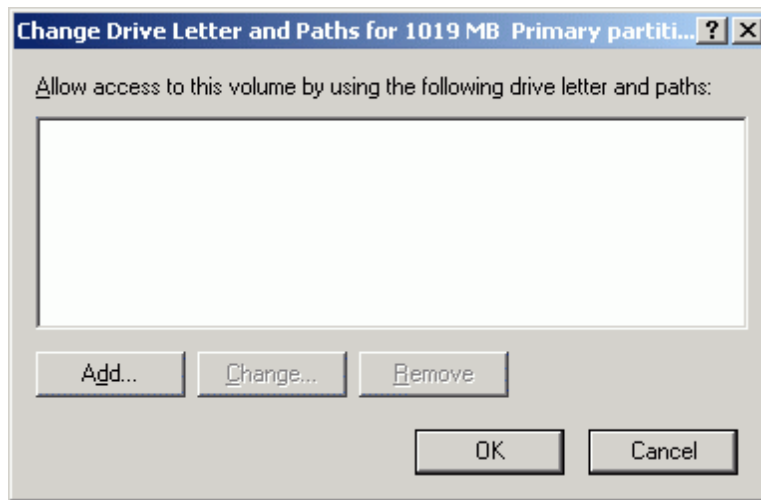 Change Drive Letter and Paths for 1019 MB Primary partiti...
Allow access to this volume by using the following drive letter and paths:
Add... Change... Remove
OK Cancel